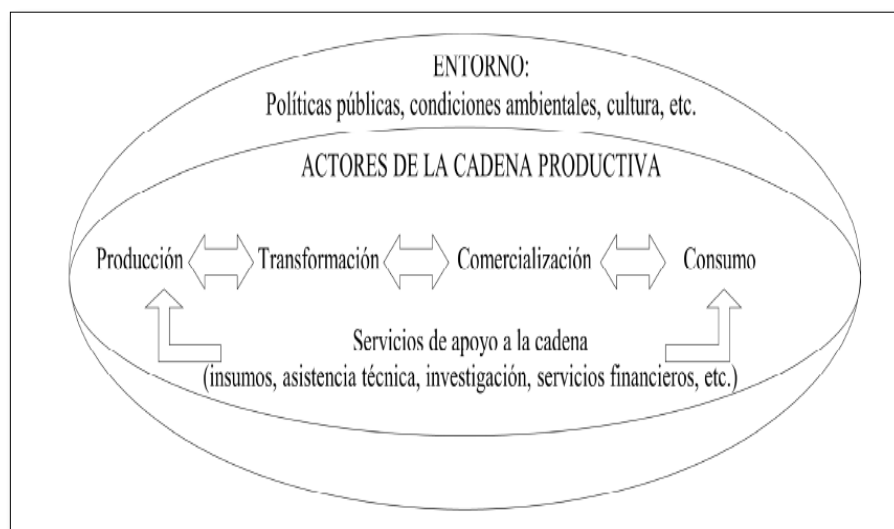 ENTORNO:
Políticas públicas, condiciones ambientales, cultura, etc.
ACTORES DE LA CADENA PRODUCTIVA
Producción
Transformación
Comercialización
Consumo
Servicios de apoyo a la cadena
(insumos, asistencia técnica, investigación, servicios financieros, etc.)